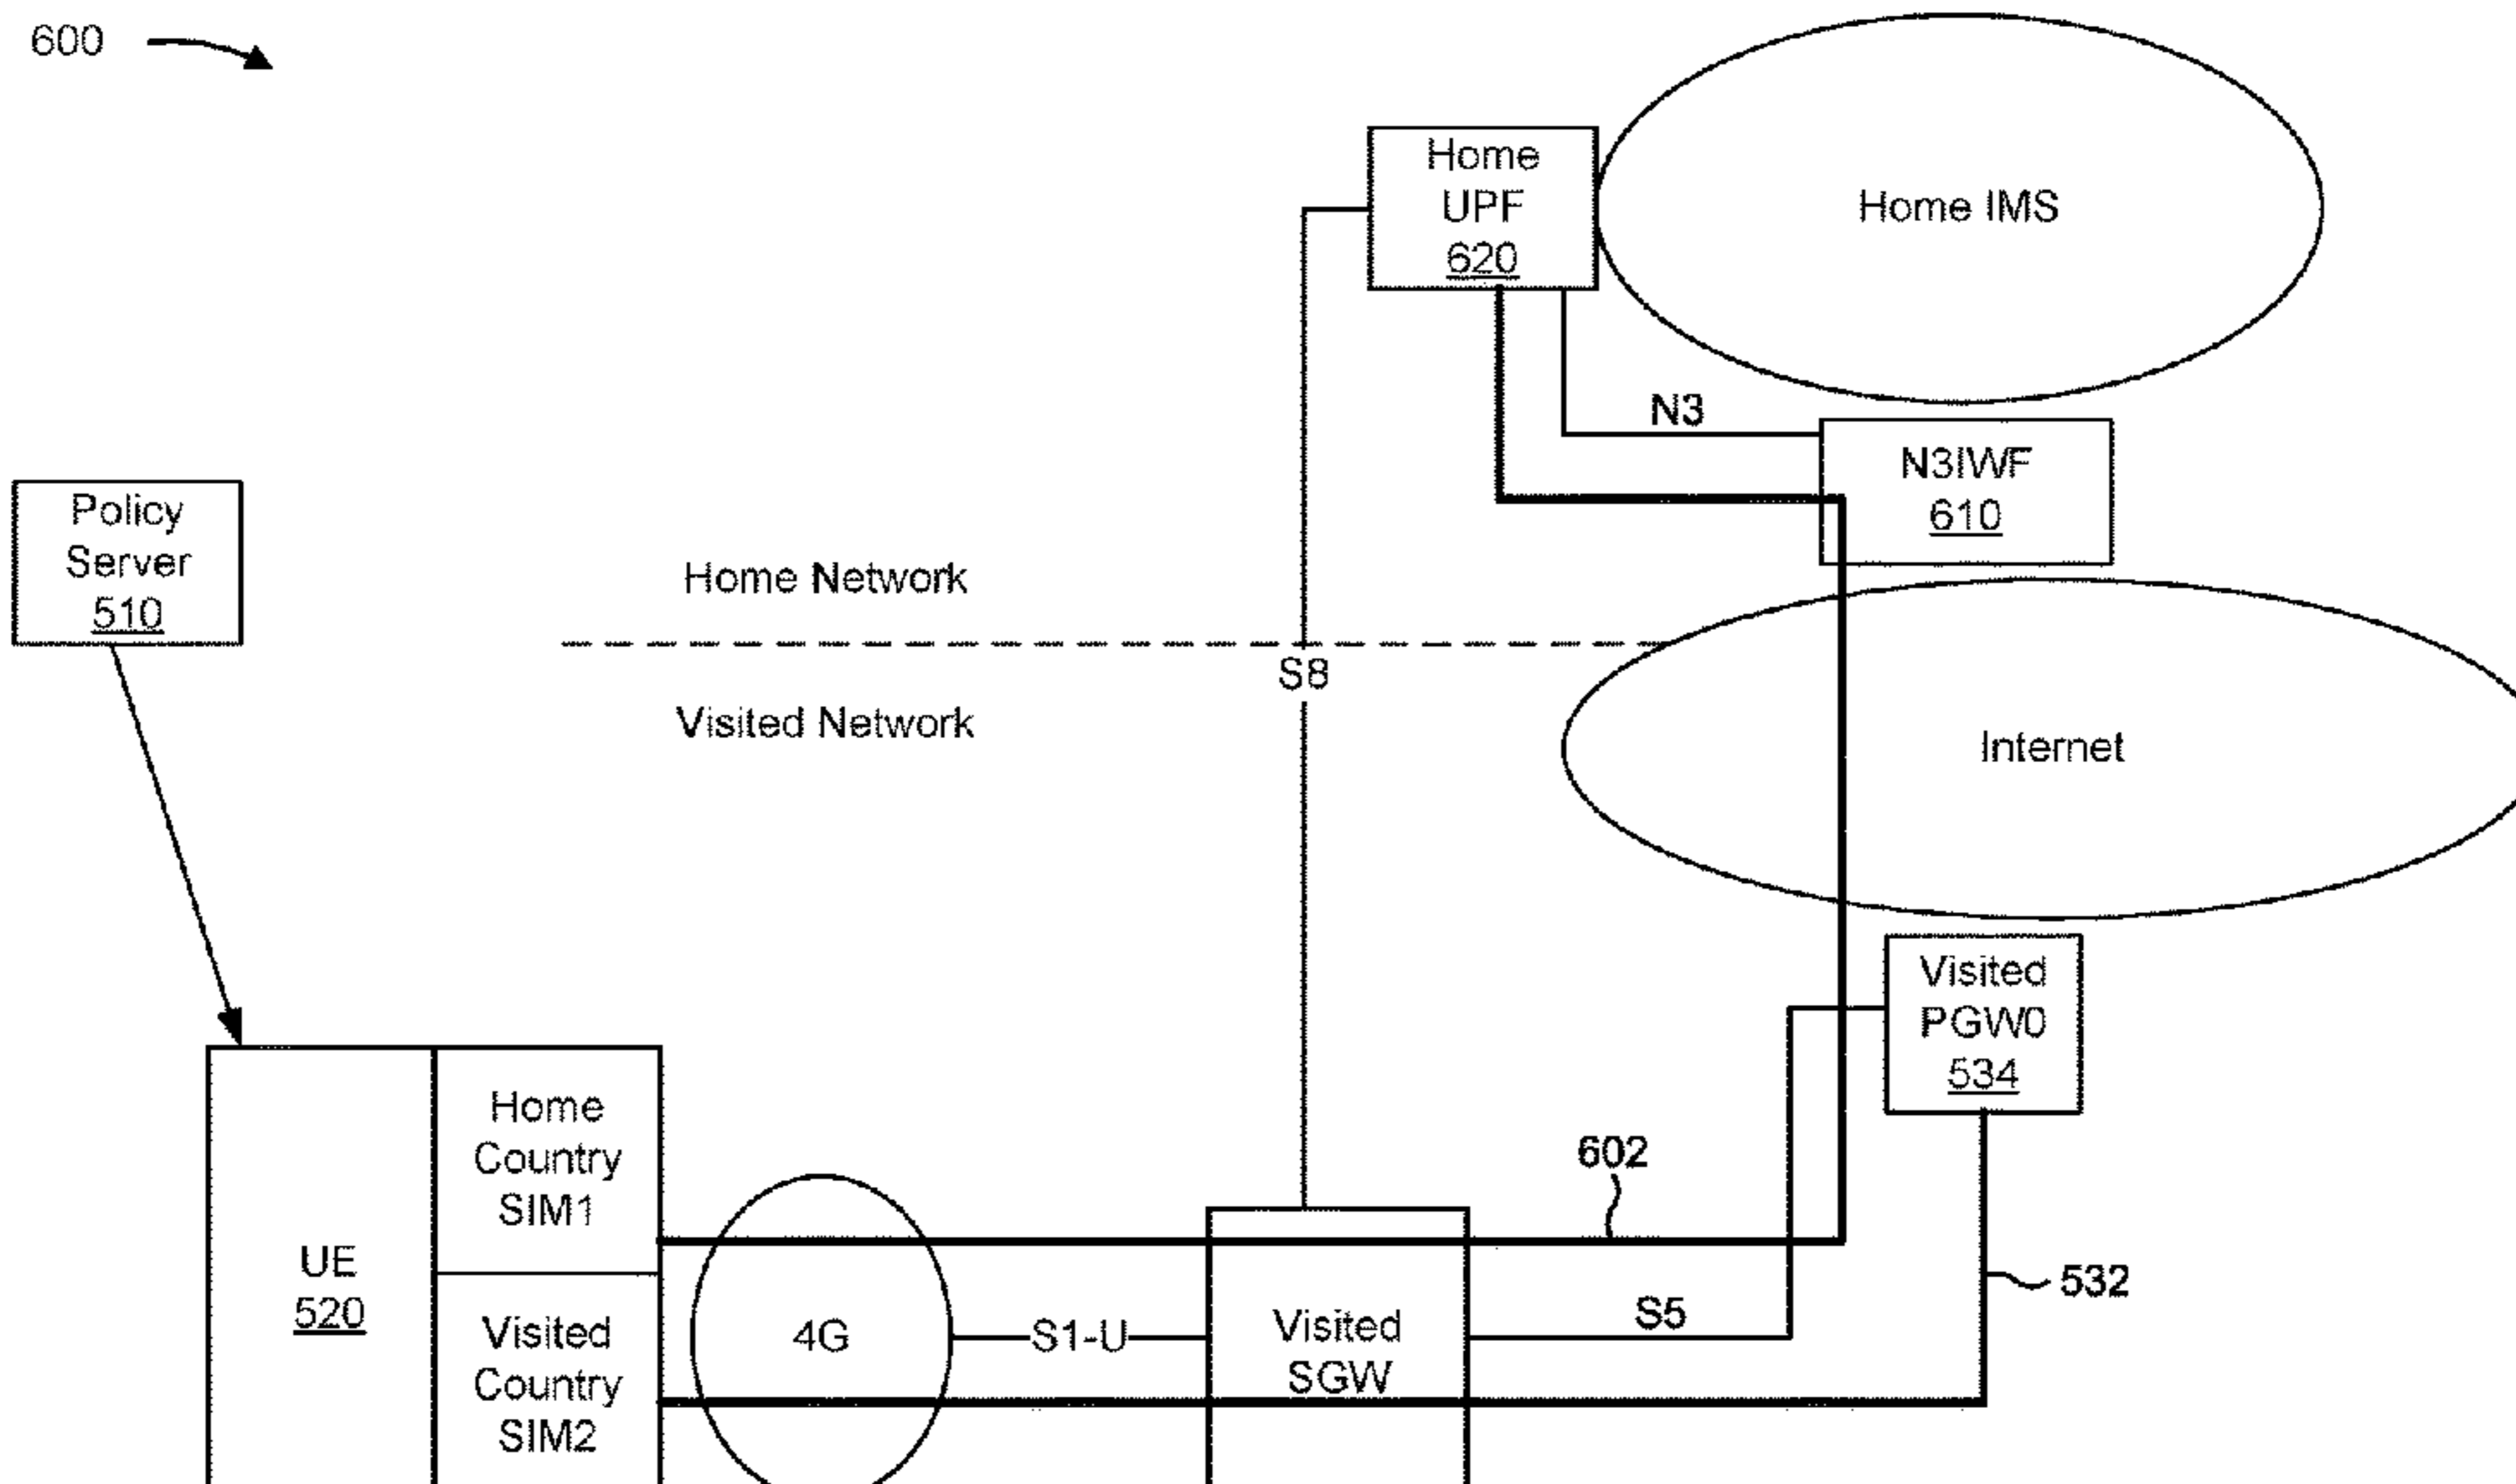 600
Home
UPF
620
Home IMS
N3
N3IWF
610
Policy
Server
510
Home Network
S8
Visited Network
Internet
Visited
PGW0
534
Home
Country
SIM1
602
UE
520
532
Visited
Country
SIM2
4G
S1-U
Visited
SGW
S5